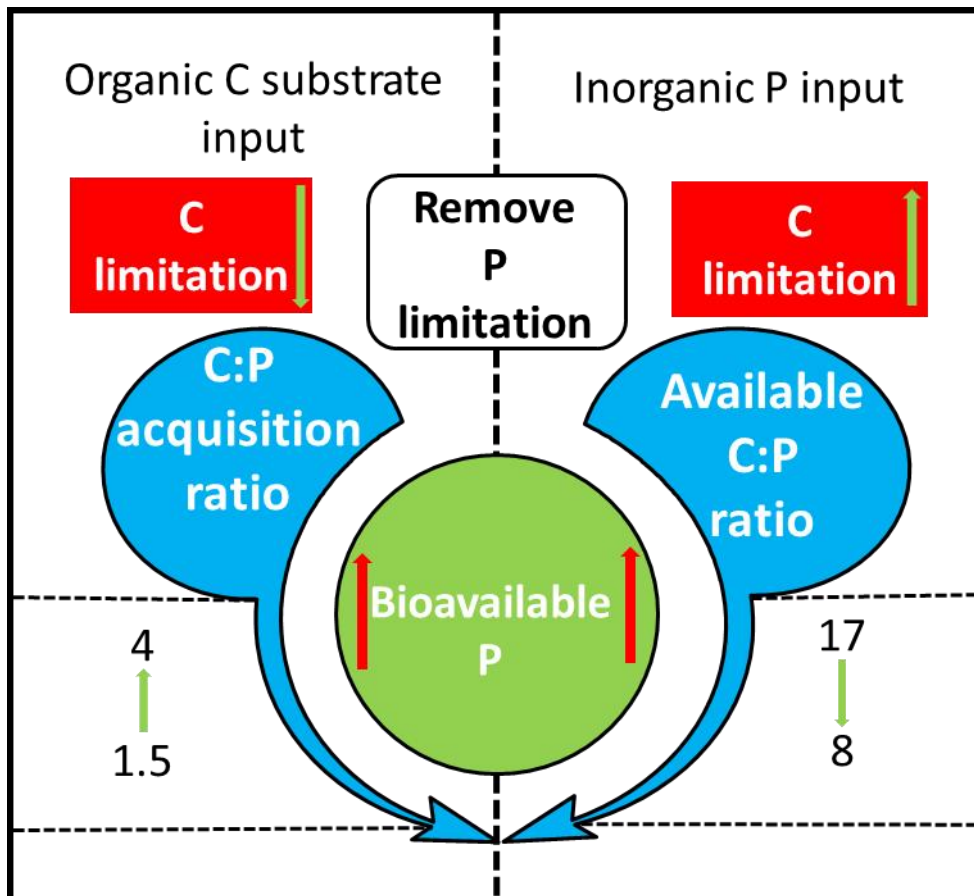 Organic C substrate
input
Inorganic P input
C
limitation
Remove
P
limitation
C
limitation
C:P
acquisition
ratio
Available
C:P
ratio
Bioavailable
P
4
1.5
17
8